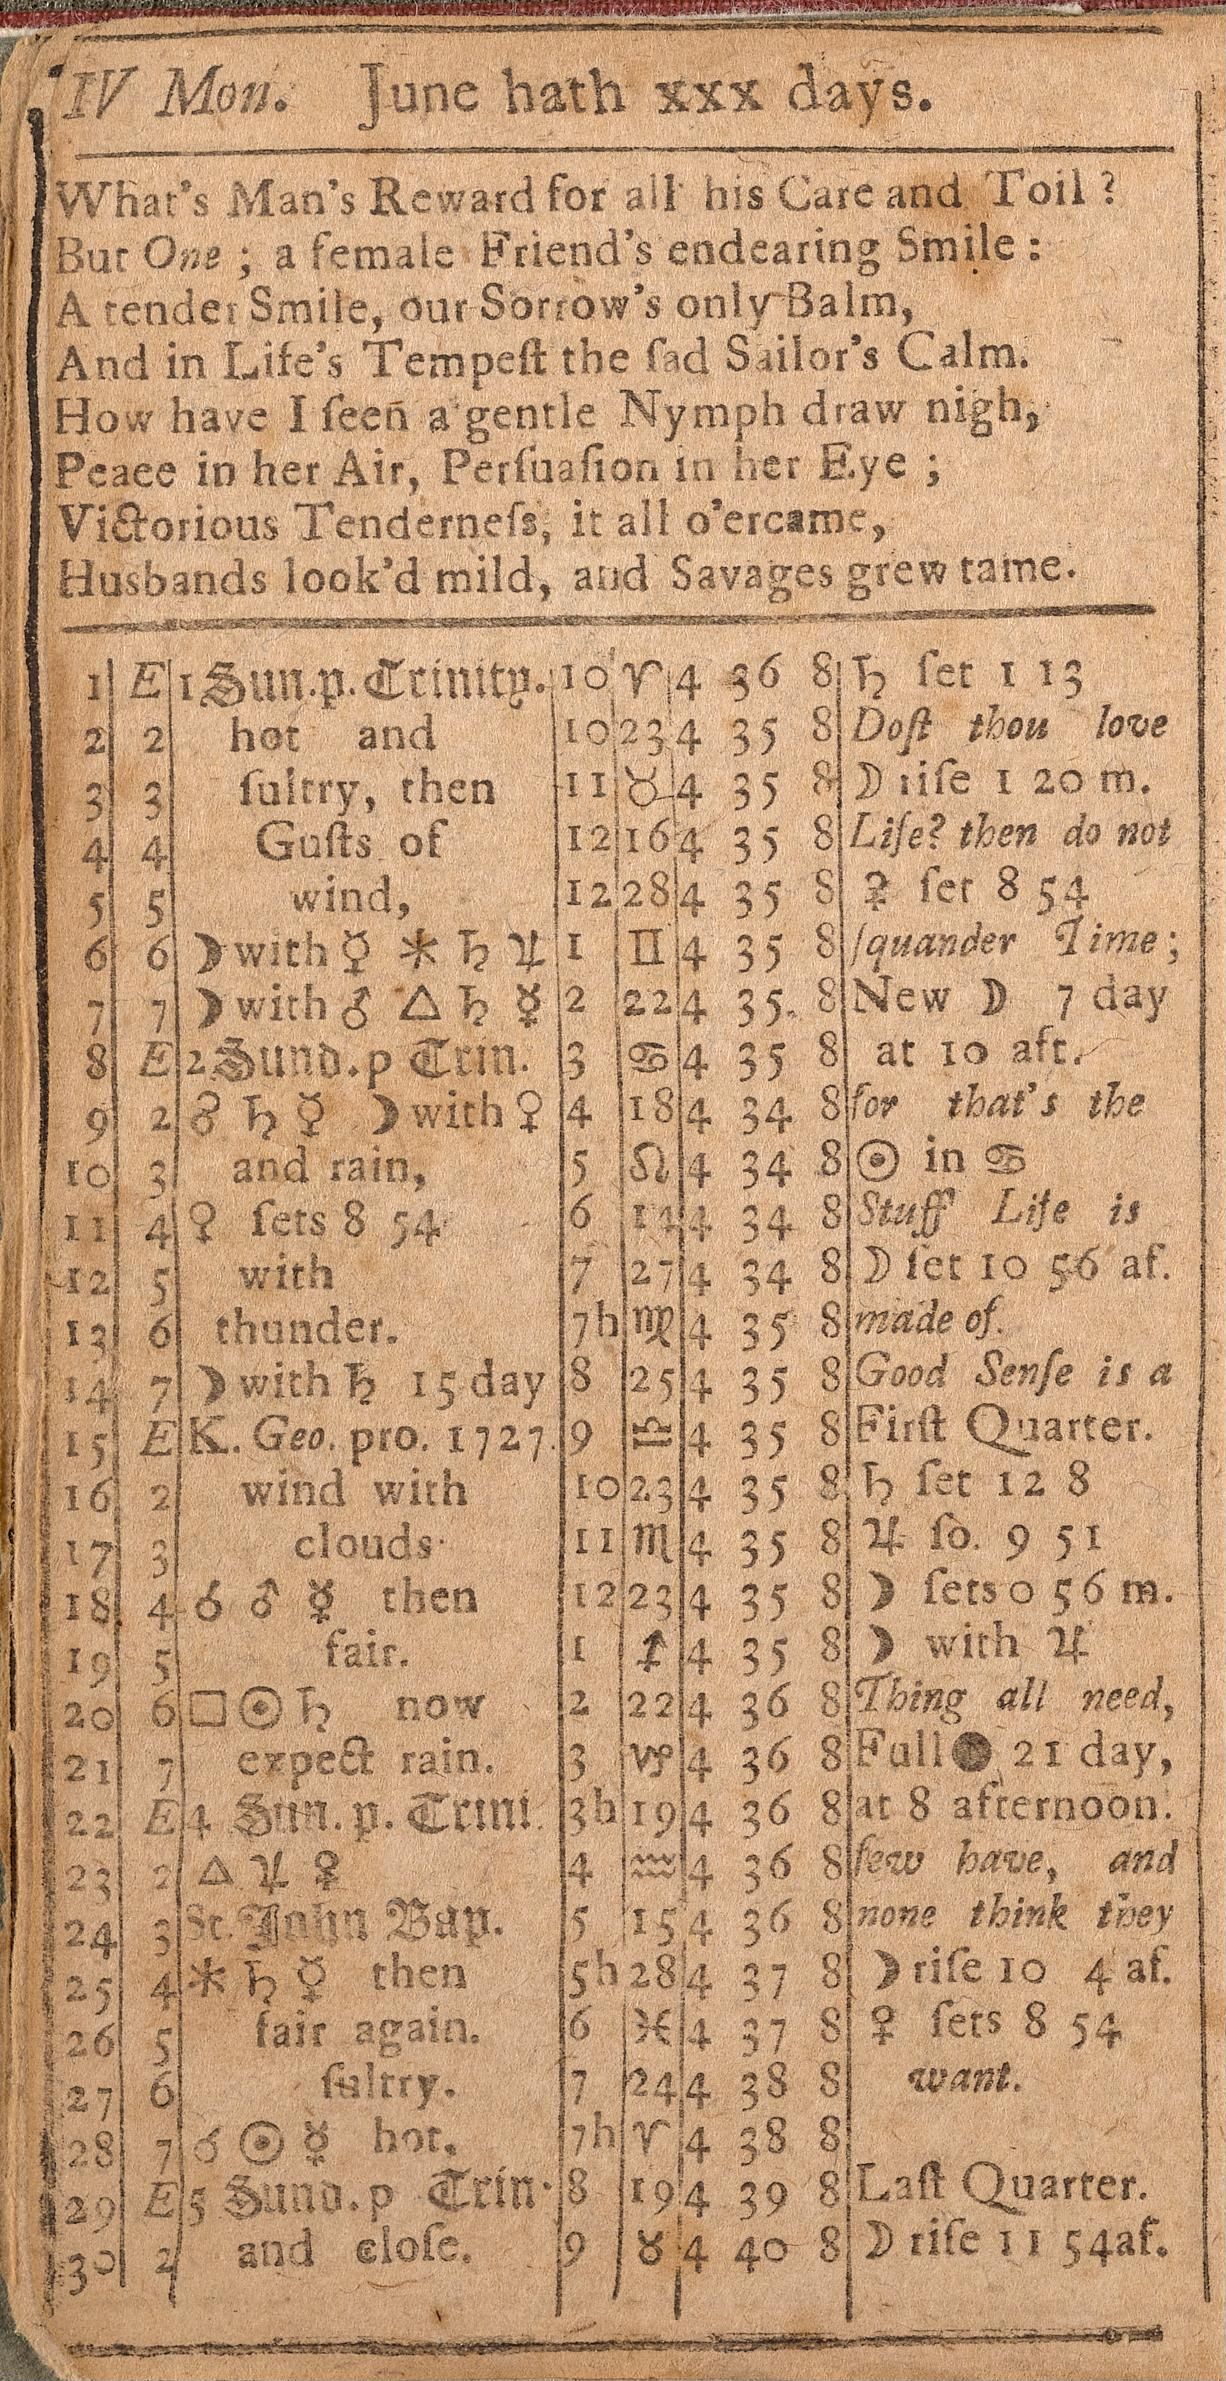 IV Mon. June hath xxx days.
What's Man's Reward for all his Care and Toil ?
But One ; a female Friend's endearing Smile :
A tender Smile, our Sorrow's only Balm,
And in Life's Tempeſt the ſad Sailor's Calm.
How have I ſeen a gentle Nymph draw nigh,
Peaee in her Air, Perſuaſion in her Eye ;
Victorious Tenderneſs, it all o'ercame,
Husbands look'd mild, and Savages grew tame.
1 E 1 Sun.p. Trinity. 10 ♈ 4 36 8 ♄ ſet 1 13
2 2 hot and 10 23 4 35 8 Doſt thou love
3 3 ſultry, then 11 ♉ 4 35 8 ☽ riſe 1 20 m.
4 4 Guſts of 12 16 4 35 8 Life? then do not
5 5 wind, 12 28 4 35 8 ♀ ſet 8 54
6 6 ☽ with ☿ ⚹ ♄ ♃ 1 ♊ 4 35 8 ſquander Time ;
7 7 ☽ with ♂ △ ♄ ☿ 2 22 4 35. 8 New ☽ 7 day
8 E 2 Sund. p Trin. 3 ♋ 4 35 8 at 10 aft.
9 2 ♂ ♄ ☿ ☽ with ♀ 4 18 4 34 8 for that's the
10 3 and rain, 5 ♌ 4 34 8 ☉ in ♋
11 4 ♀ ſets 8 54 6 14 4 34 8 Stuff Life is
12 5 with 7 27 4 34 8 ☽ ſet 10 56 af.
13 6 thunder. 7h ♍ 4 35 8 made of.
14 7 ☽ with ♄ 15 day 8 25 4 35 8 Good Senſe is a
15 E K. Geo. pro. 1727. 9 ♎ 4 35 8 Firſt Quarter.
16 2 wind with 10 23 4 35 8 ♄ ſet 12 8
17 3 clouds 11 ♏ 4 35 8 ♃ ſo. 9 51
18 4 ☌ ♂ ☿ then 12 23 4 35 8 ☽ ſets 0 56 m.
19 5 fair. 1 ♐ 4 35 8 ☽ with ♃
20 6 □ ☉ ♄ now 2 22 4 36 8 Thing all need,
21 7 expect rain. 3 ♑ 4 36 8 Full ● 21 day,
22 E 4 Sun. p. Trini. 3h 19 4 36 8 at 8 afternoon.
23 2 △ ♃ ♀ 4 ♒ 4 36 8 few have, and
24 3 St. John Bap. 5 15 4 36 8 none think they
25 4 ⚹ ♄ ☿ then 5h 28 4 37 8 ☽ riſe 10 4 af.
26 5 fair again. 6 ♓ 4 37 8 ♀ ſets 8 54
27 6 ſultry. 7 24 4 38 8 want.
28 7 ☌ ☉ ☿ hot. 7h ♈ 4 38 8
29 E 5 Sund. p Trin 8 19 4 39 8 Laſt Quarter.
30 2 and cloſe. 9 ♉ 4 40 8 ☽ riſe 11 54 af.